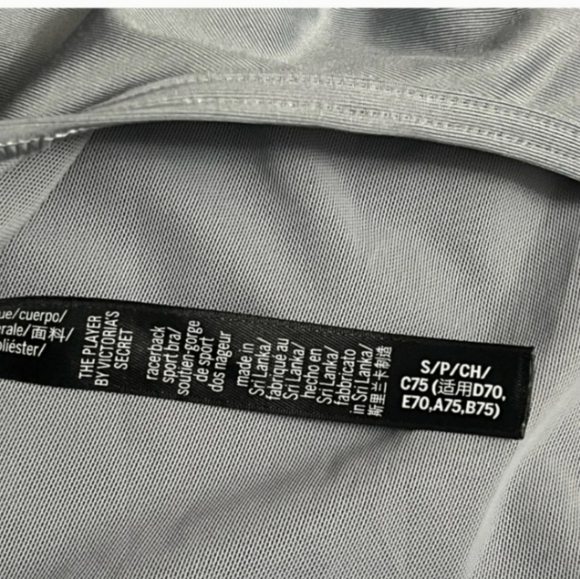 ue/cuerpo/
erale/面料/
oliéster/
THE PLAYER
BY VICTORIA'S
SECRET
racerback
sport bra/
soutien-gorge
de sport
dos nageur
made in
Sri Lanka/
fabriqué au
Sri Lanka/
hecho en
Sri Lanka/
fabbricato
in Sri Lanka/
斯里兰卡制造
S/P/CH/
C75 (适用D70,
E70,A75,B75)